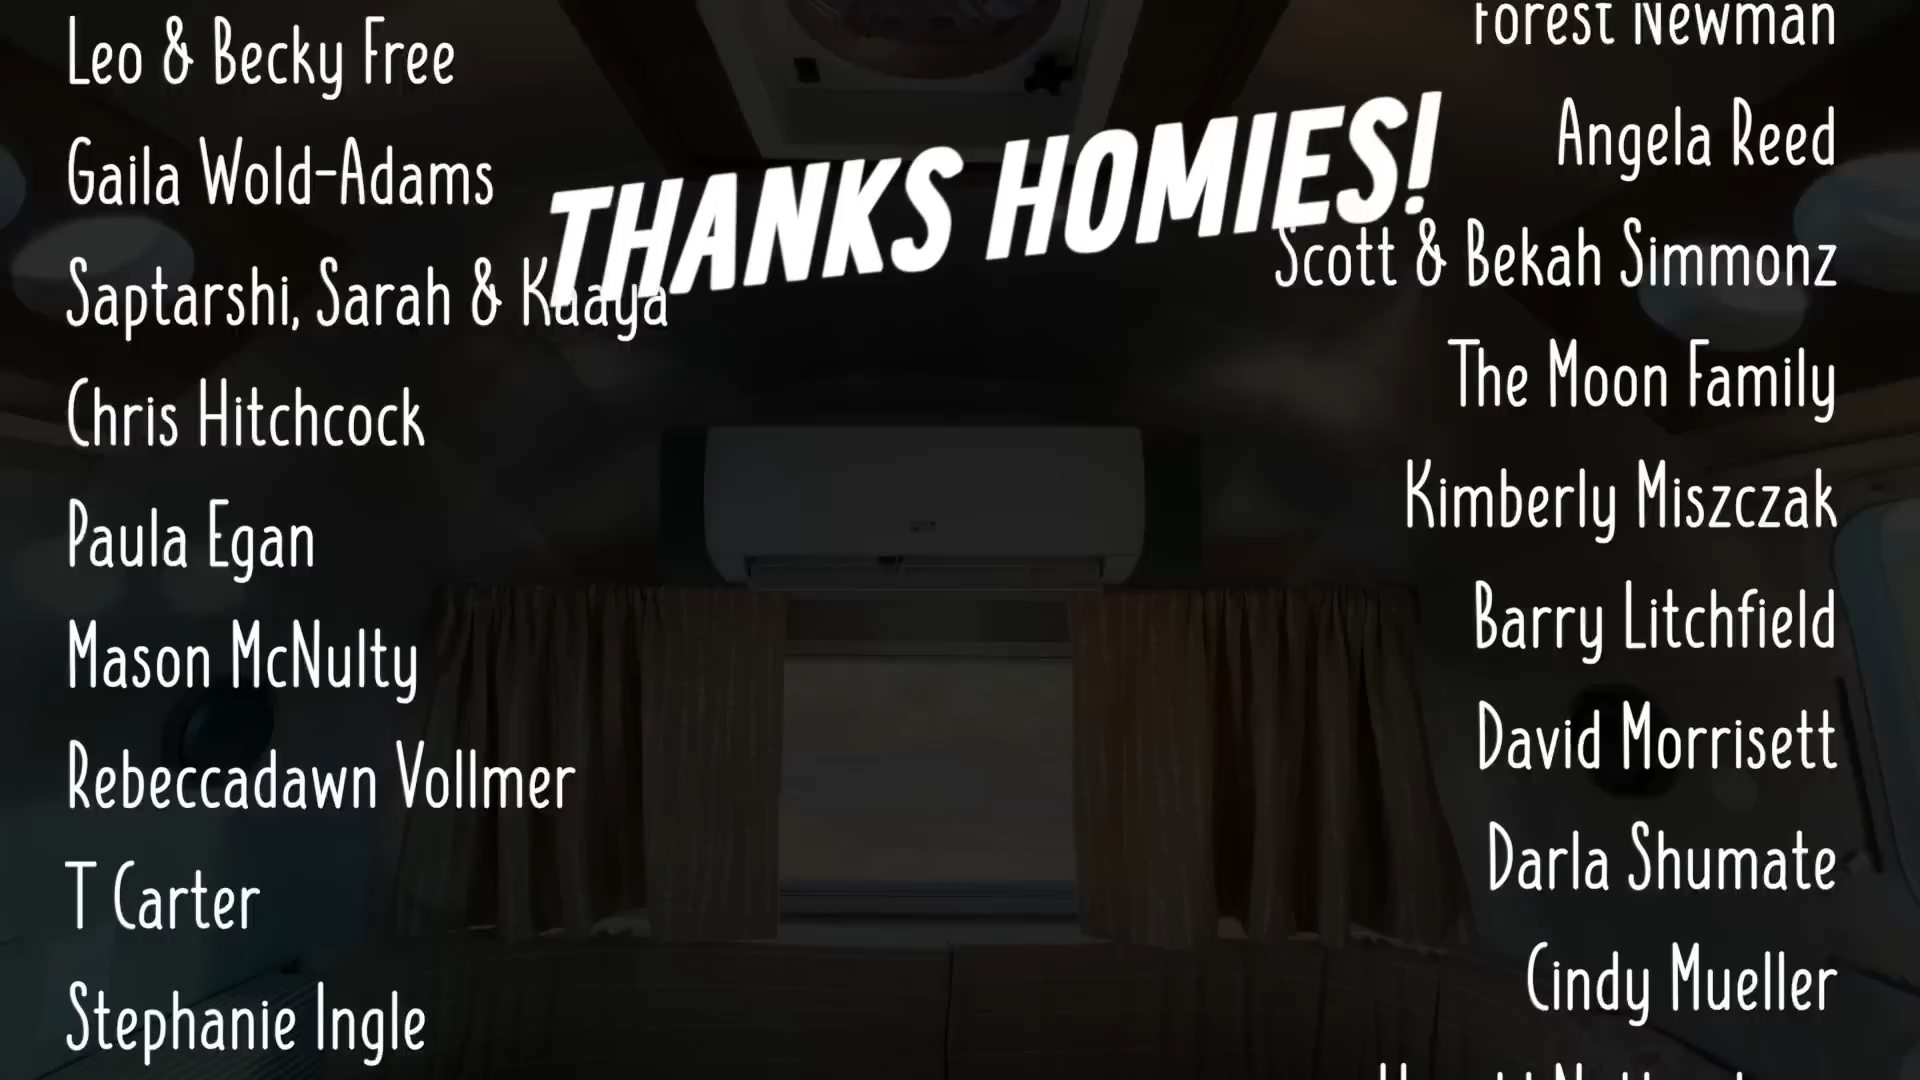 Leo & Becky Free
Gaila Wold-Adams
Saptarshi, Sarah & Kaaya
Chris Hitchcock
Paula Egan
Mason McNulty
Rebeccadawn Vollmer
T Carter
Stephanie Ingle
THANKS HOMIES!
Forest Newman
Angela Reed
Scott & Bekah Simmonz
The Moon Family
Kimberly Miszczak
Barry Litchfield
David Morrisett
Darla Shumate
Cindy Mueller